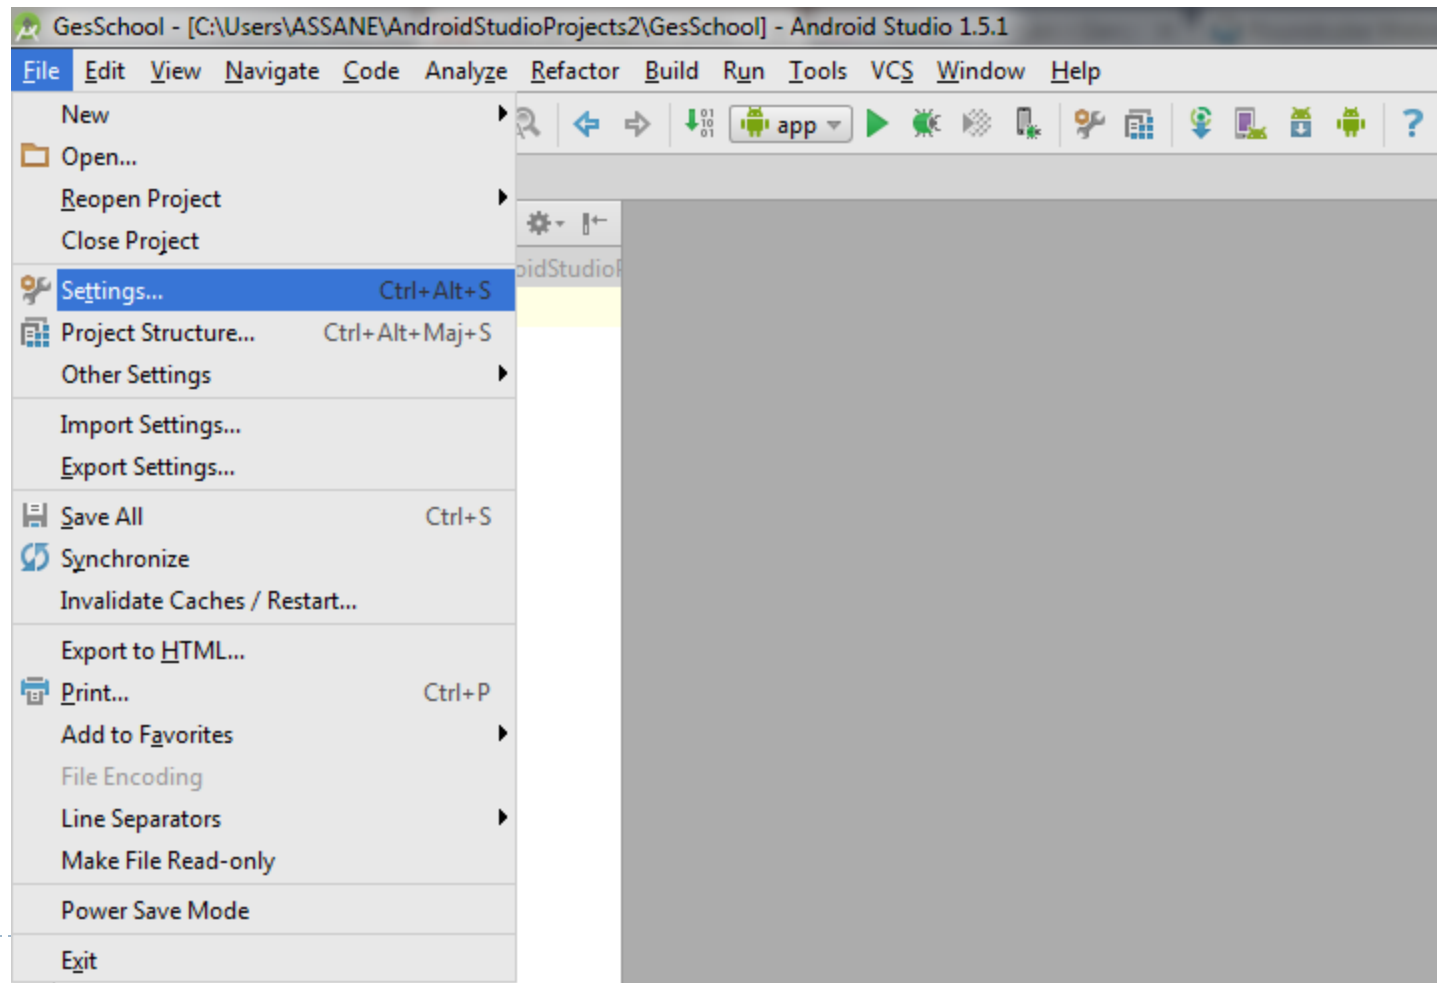 GesSchool - [C:\Users\ASSANE\AndroidStudioProjects2\GesSchool] - Android Studio 1.5.1
File Edit View Navigate Code Analyze Refactor Build Run Tools VCS Window Help
New
app
Open...
Reopen Project
Close Project
Settings... Ctrl+Alt+S
Project Structure... Ctrl+Alt+Maj+S
Other Settings
Import Settings...
Export Settings...
Save All Ctrl+S
Synchronize
Invalidate Caches / Restart...
Export to HTML...
Print... Ctrl+P
Add to Favorites
File Encoding
Line Separators
Make File Read-only
Power Save Mode
Exit